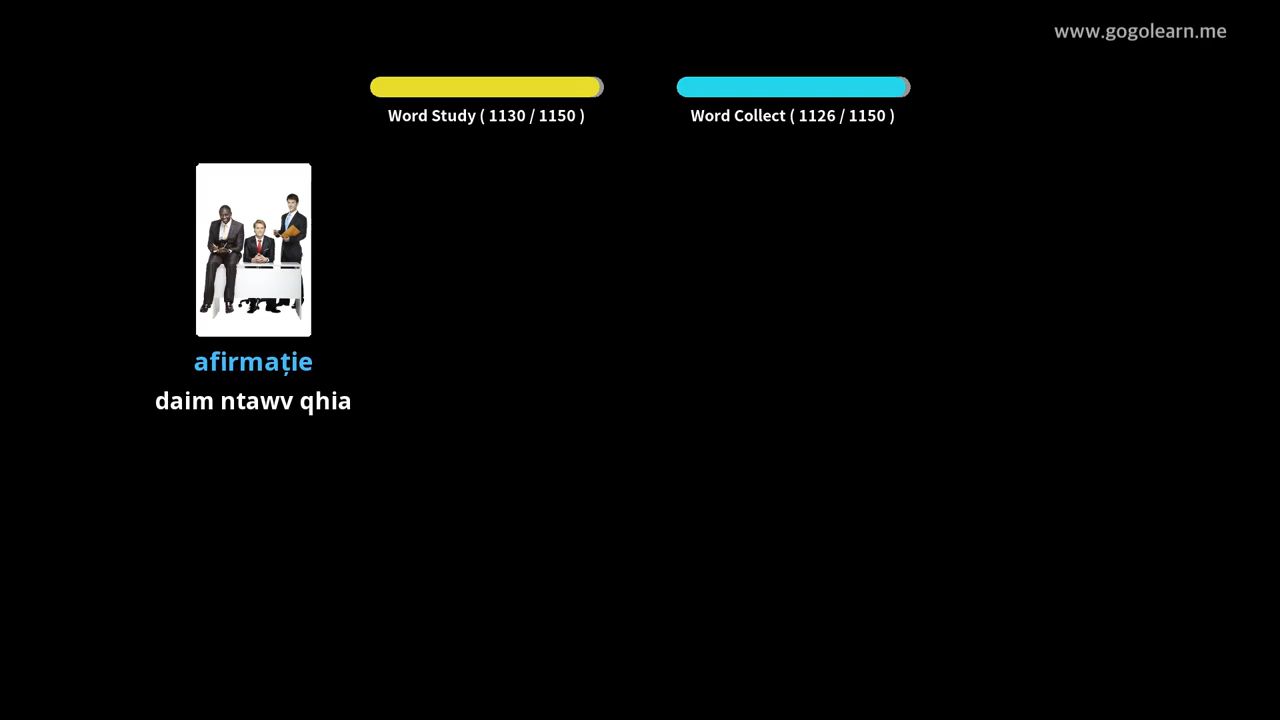 www.gogolearn.me
Word Study ( 1130 / 1150 )
Word Collect ( 1126 / 1150 )
afirmație
daim ntawv qhia